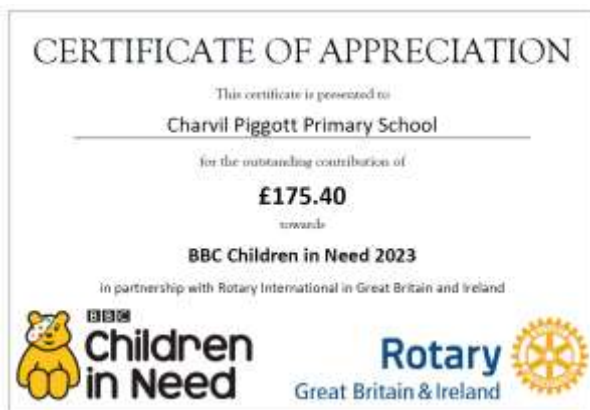 CERTIFICATE OF APPRECIATION
This certificate is presented to
Charvil Piggott Primary School
for the outstanding contribution of
£175.40
towards
BBC Children in Need 2023
in partnership with Rotary International in Great Britain and Ireland
BBC
Children
in Need
Rotary
Great Britain & Ireland